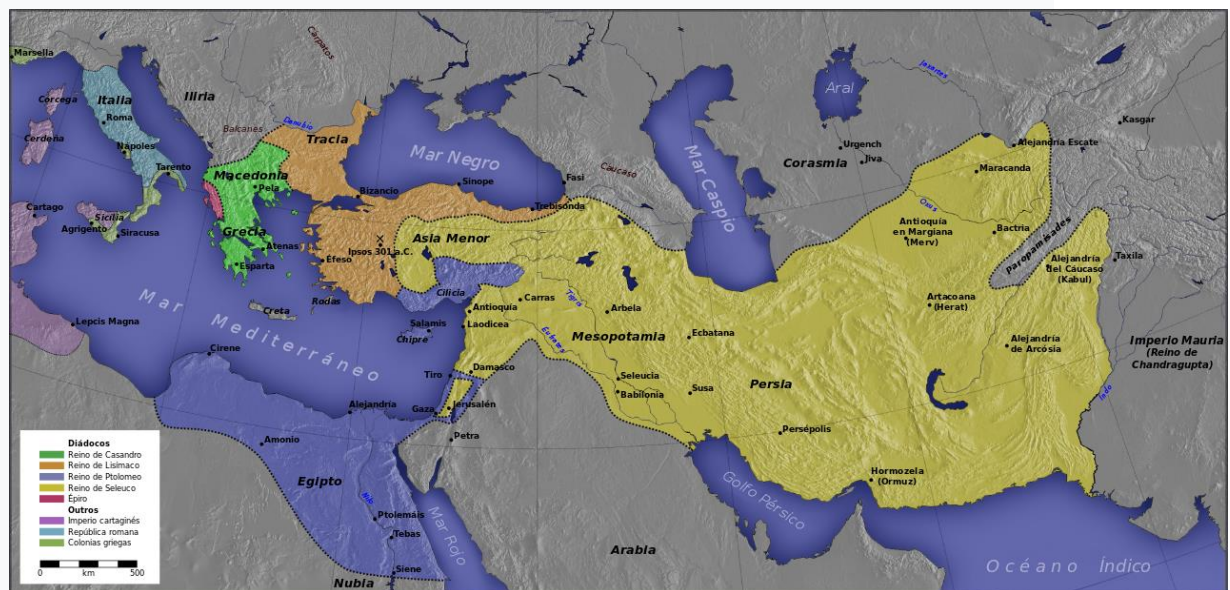 Marsella
Córcega
Cerdeña
Italia
Roma
Nápoles
Tarento
Iliria
Cárpatos
Balcanes
Danubio
Tracia
Mar Negro
Cáucaso
Fasi
Sinope
Trebisonda
Bizancio
Macedonia
Pela
Grecia
Atenas
Esparta
Éfeso
Ipsos 301 a.C.
Asia Menor
Cilicia
Cartago
Sicilia
Agrigento
Siracusa
Creta
Rodas
Lepcis Magna
Mar Mediterráneo
Cirene
Salamis
Chipre
Antioquía
Laodicea
Carras
Tigris
Eufrates
Arbela
Mesopotamia
Ecbatana
Damasco
Tiro
Jerusalén
Gaza
Petra
Seleucia
Babilonia
Susa
Persia
Persépolis
Mar Caspio
Aral
Jaxartes
Urgench
Jiva
Corasmia
Kasgar
Alejandría Escate
Maracanda
Oxus
Antioquía
en Margiana
(Merv)
Bactria
Paropamisades
Alejandría
del Cáucaso
(Kabul)
Taxila
Artacoana
(Herat)
Alejandría
de Arcósia
Imperio Mauria
(Reino de
Chandragupta)
Indo
Hormozela
(Ormuz)
Golfo Pérsico
Océano Índico
Arabia
Mar Rojo
Alejandría
Amonio
Egipto
Nilo
Ptolemáis
Tebas
Siene
Nubia
Diádocos
Reino de Casandro
Reino de Lisímaco
Reino de Ptolomeo
Reino de Seleuco
Épiro
Outros
Imperio cartaginés
República romana
Colonias griegas
0 km 500